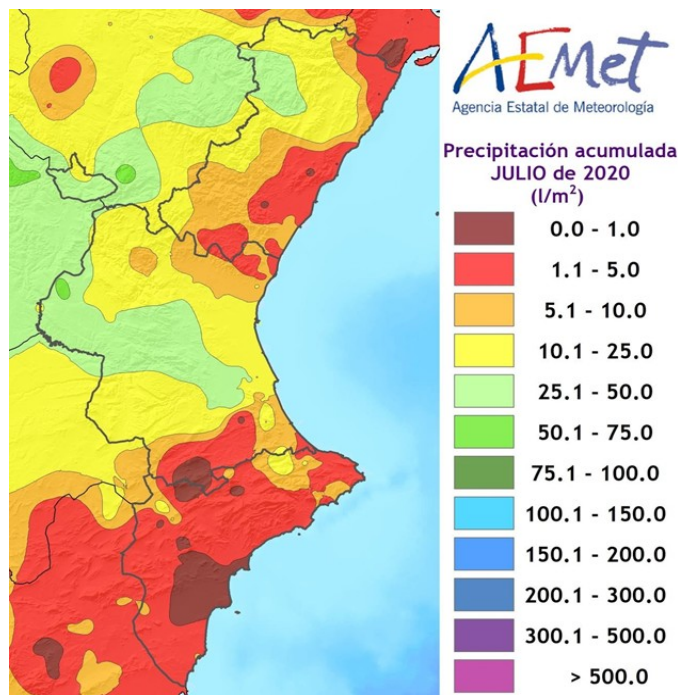 AEMet
Agencia Estatal de Meteorología
Precipitación acumulada
JULIO de 2020
(l/m²)
0.0 - 1.0
1.1 - 5.0
5.1 - 10.0
10.1 - 25.0
25.1 - 50.0
50.1 - 75.0
75.1 - 100.0
100.1 - 150.0
150.1 - 200.0
200.1 - 300.0
300.1 - 500.0
> 500.0